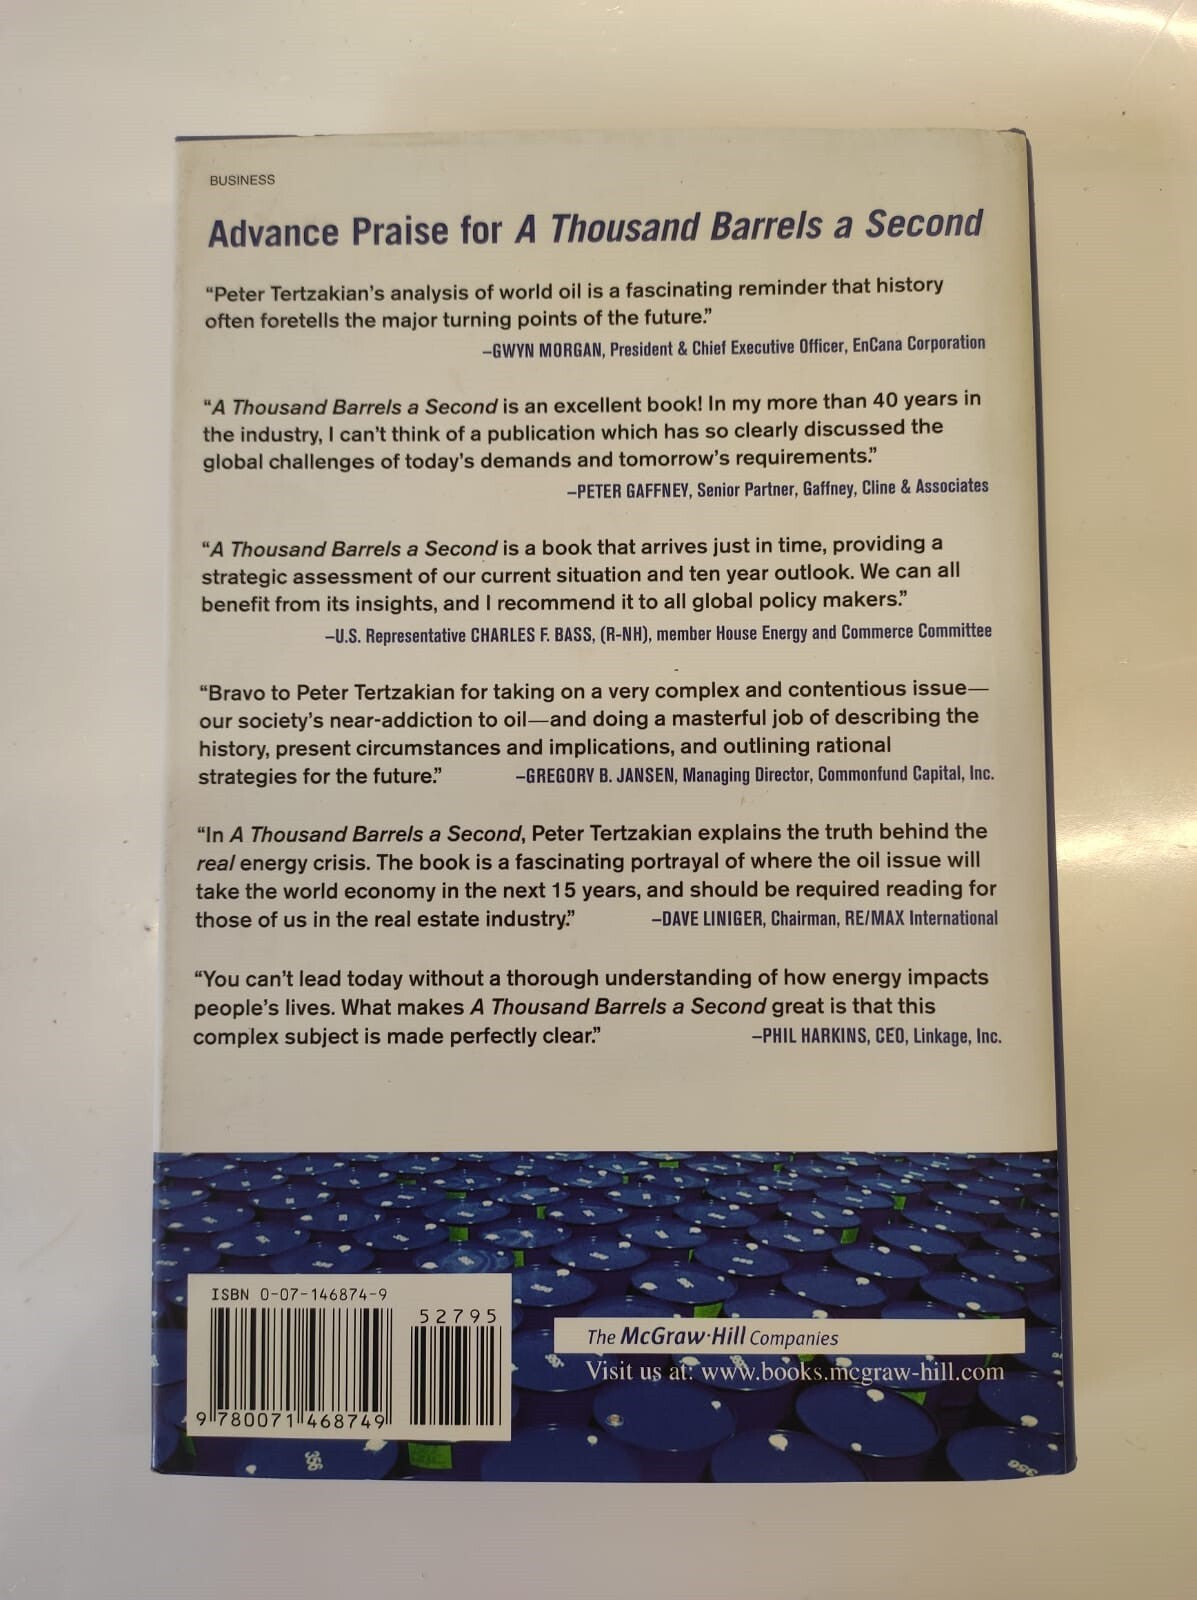 BUSINESS
Advance Praise for A Thousand Barrels a Second
“Peter Tertzakian’s analysis of world oil is a fascinating reminder that history
often foretells the major turning points of the future.”
–GWYN MORGAN, President & Chief Executive Officer, EnCana Corporation
“A Thousand Barrels a Second is an excellent book! In my more than 40 years in
the industry, I can’t think of a publication which has so clearly discussed the
global challenges of today’s demands and tomorrow’s requirements.”
–PETER GAFFNEY, Senior Partner, Gaffney, Cline & Associates
“A Thousand Barrels a Second is a book that arrives just in time, providing a
strategic assessment of our current situation and ten year outlook. We can all
benefit from its insights, and I recommend it to all global policy makers.”
–U.S. Representative CHARLES F. BASS, (R-NH), member House Energy and Commerce Committee
“Bravo to Peter Tertzakian for taking on a very complex and contentious issue—
our society’s near-addiction to oil—and doing a masterful job of describing the
history, present circumstances and implications, and outlining rational
strategies for the future.” –GREGORY B. JANSEN, Managing Director, Commonfund Capital, Inc.
“In A Thousand Barrels a Second, Peter Tertzakian explains the truth behind the
real energy crisis. The book is a fascinating portrayal of where the oil issue will
take the world economy in the next 15 years, and should be required reading for
those of us in the real estate industry.” –DAVE LINIGER, Chairman, RE/MAX International
“You can’t lead today without a thorough understanding of how energy impacts
people’s lives. What makes A Thousand Barrels a Second great is that this
complex subject is made perfectly clear.” –PHIL HARKINS, CEO, Linkage, Inc.
ISBN 0-07-146874-9
52795
9 780071 468749
The McGraw·Hill Companies
Visit us at: www.books.mcgraw-hill.com